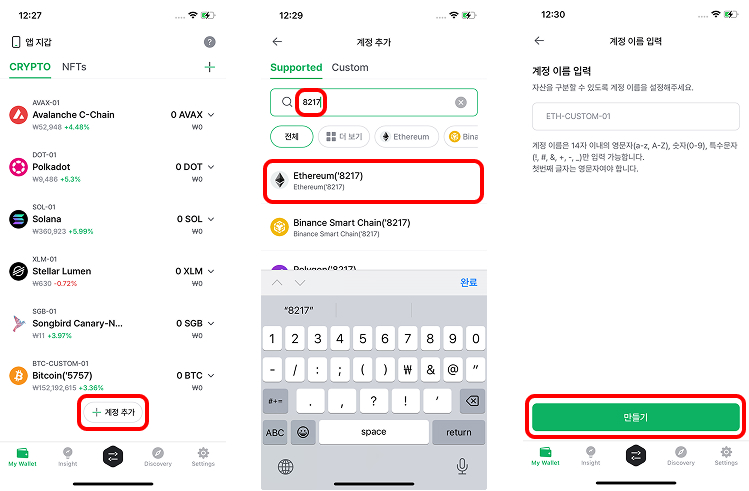 12:27
앱 지갑
?
CRYPTO NFTs
AVAX-01
Avalanche C-Chain 0 AVAX
₩52,948 +4.48% ₩0
DOT-01
Polkadot 0 DOT
₩9,486 +5.3% ₩0
SOL-01
Solana 0 SOL
₩360,923 +5.99% ₩0
XLM-01
Stellar Lumen 0 XLM
₩630 -0.72% ₩0
SGB-01
Songbird Canary-N... 0 SGB
₩11 +3.97% ₩0
BTC-CUSTOM-01
Bitcoin('5757) 0 BTC
₩152,192,615 +3.36% ₩0
+ 계정 추가
My Wallet Insight Discovery Settings
12:29
계정 추가
Supported Custom
8217
전체 더 보기 Ethereum Bina
Ethereum('8217)
Ethereum('8217)
Binance Smart Chain('8217)
Binance Smart Chain('8217)
Polygon('8217)
완료
“8217”
1 2 3 4 5 6 7 8 9 0
- / : ; ( ) ₩ & @ ”
#+= . , ? ! ‘
ABC space return
12:30
계정 이름 입력
계정 이름 입력
자산을 구분할 수 있도록 계정 이름을 설정해주세요.
ETH-CUSTOM-01
계정 이름은 14자 이내의 영문자(a-z, A-Z), 숫자(0-9), 특수문자
(!, #, &, +, -, _)만 입력 가능합니다.
첫번째 글자는 영문자여야 합니다.
만들기
My Wallet Insight Discovery Settings